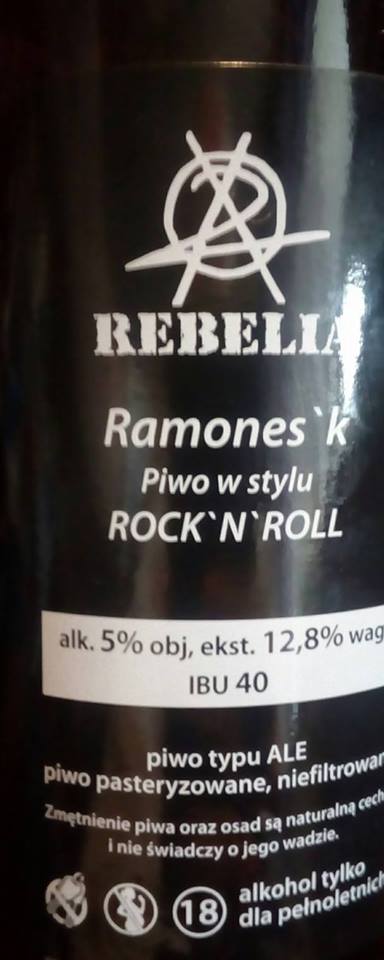 REBELIA
Ramones`k
Piwo w stylu
ROCK`N`ROLL
alk. 5% obj, ekst. 12,8% wag
IBU 40
piwo typu ALE
piwo pasteryzowane, niefiltrowan
Zmętnienie piwa oraz osad są naturalną cech
i nie świadczy o jego wadzie.
18
alkohol tylko
dla pełnoletnich